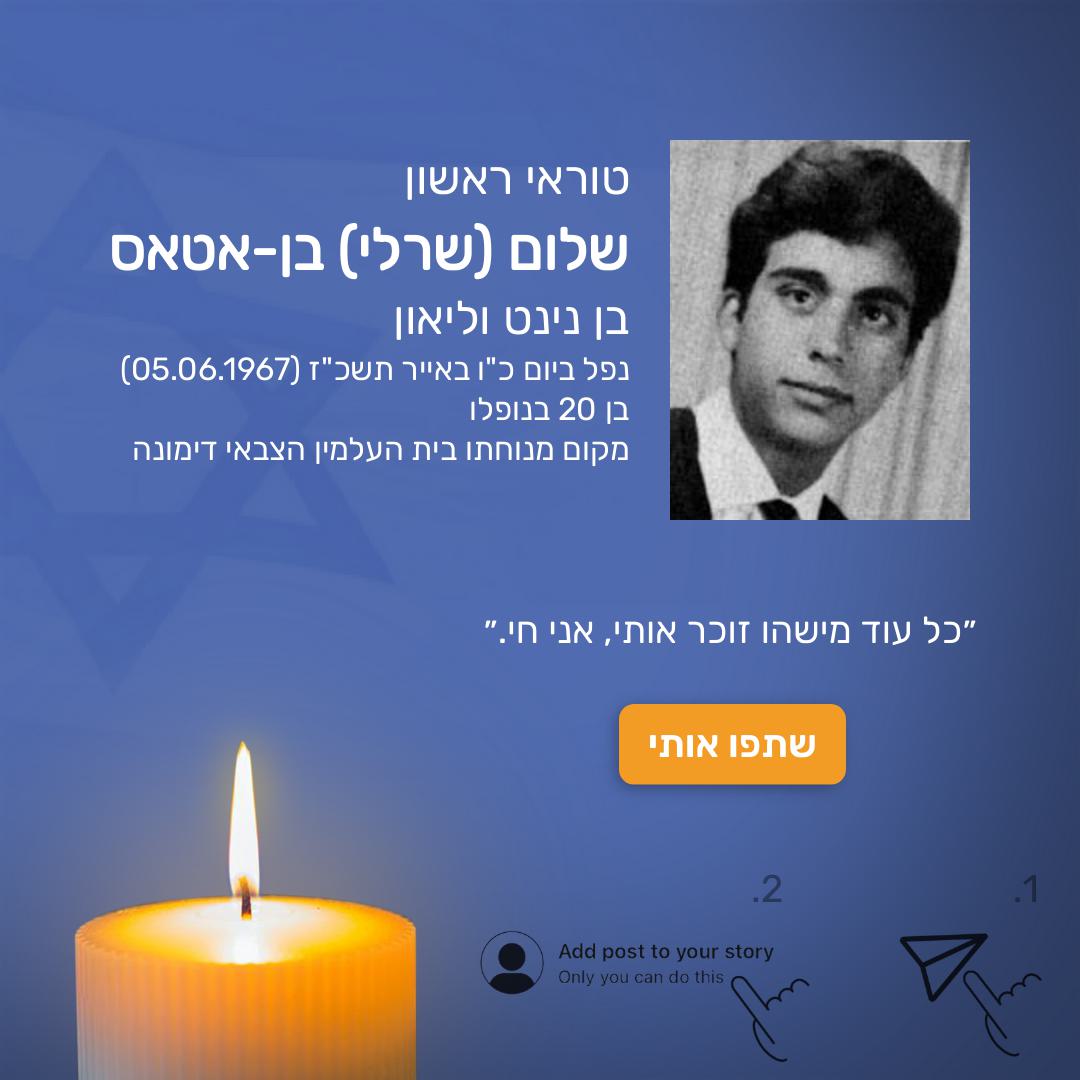 טוראי ראשון
שלום (שרלי) בן-אטאס
בן נינט וליאון
נפל ביום כ"ו באייר תשכ"ז (05.06.1967)
בן 20 בנופלו
מקום מנוחתו בית העלמין הצבאי דימונה
״כל עוד מישהו זוכר אותי, אני חי.״
שתפו אותי
1.
2.
Add post to your story
Only you can do this